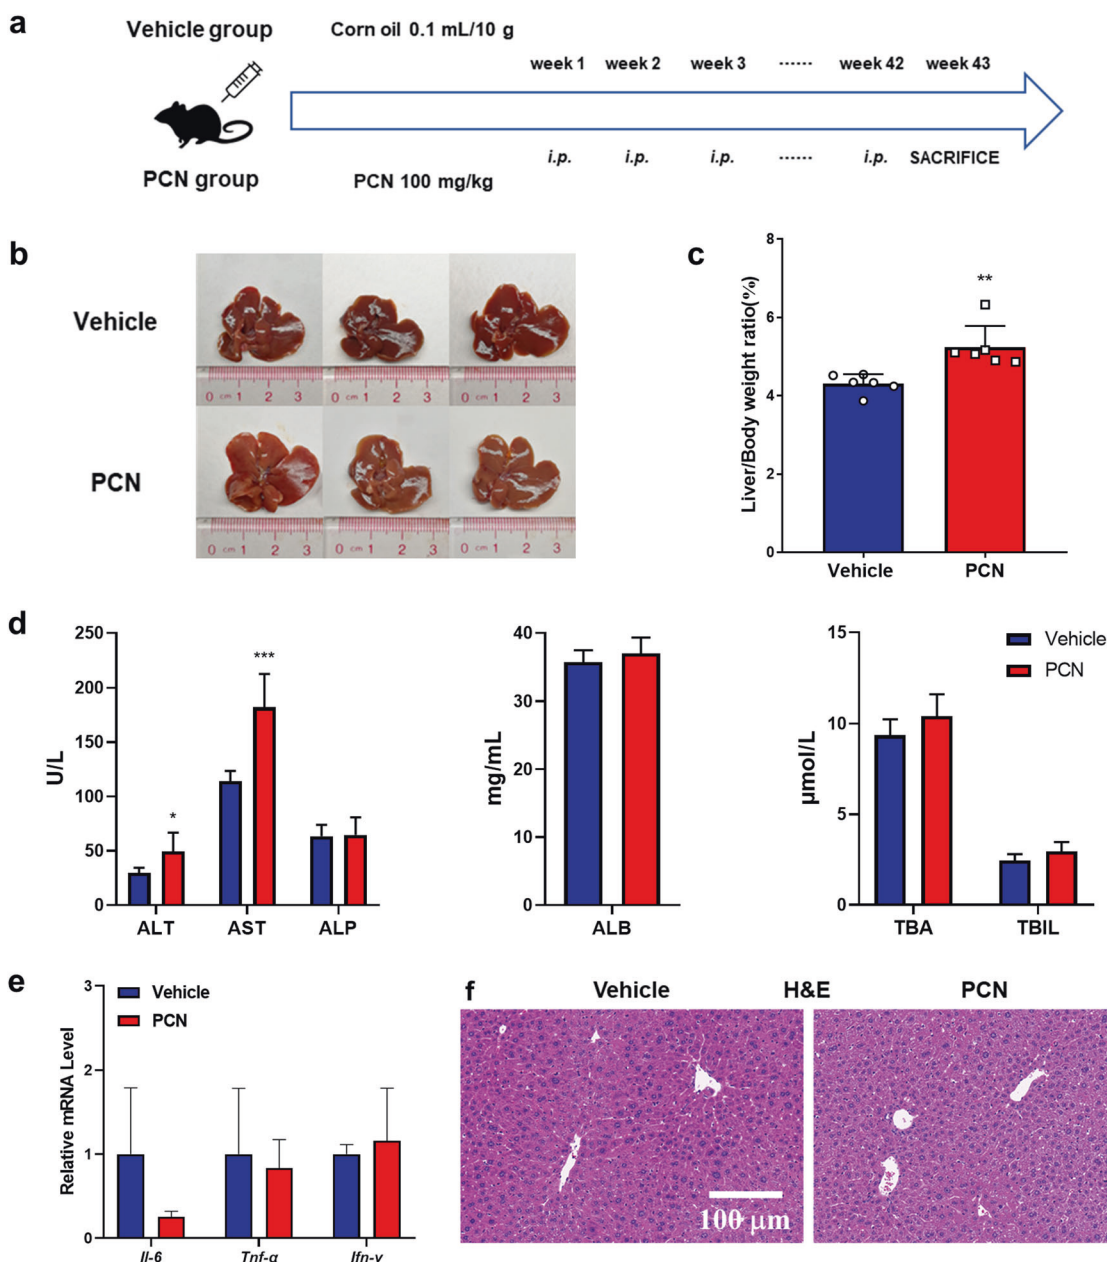 a
Vehicle group
Corn oil 0.1 mL/10 g
week 1 week 2 week 3 ------ week 42 week 43
i.p. i.p. i.p. ------ i.p. SACRIFICE
PCN group
PCN 100 mg/kg
b
Vehicle
0 cm 1 2 3 0 cm 1 2 3 0 cm 1 2 3
PCN
0 cm 1 2 3 0 cm 1 2 3 0 cm 1 2 3
c
Liver/Body weight ratio(%)
8
6
4
2
0
**
Vehicle PCN
d
U/L
250
200
150
100
50
0
*
***
ALT AST ALP
mg/mL
40
30
20
10
0
ALB
µmol/L
15
10
5
0
TBA TBIL
Vehicle
PCN
e
Relative mRNA Level
3
2
1
0
Vehicle
PCN
Il-6 Tnf-α Ifn-γ
f
Vehicle H&E PCN
100 µm